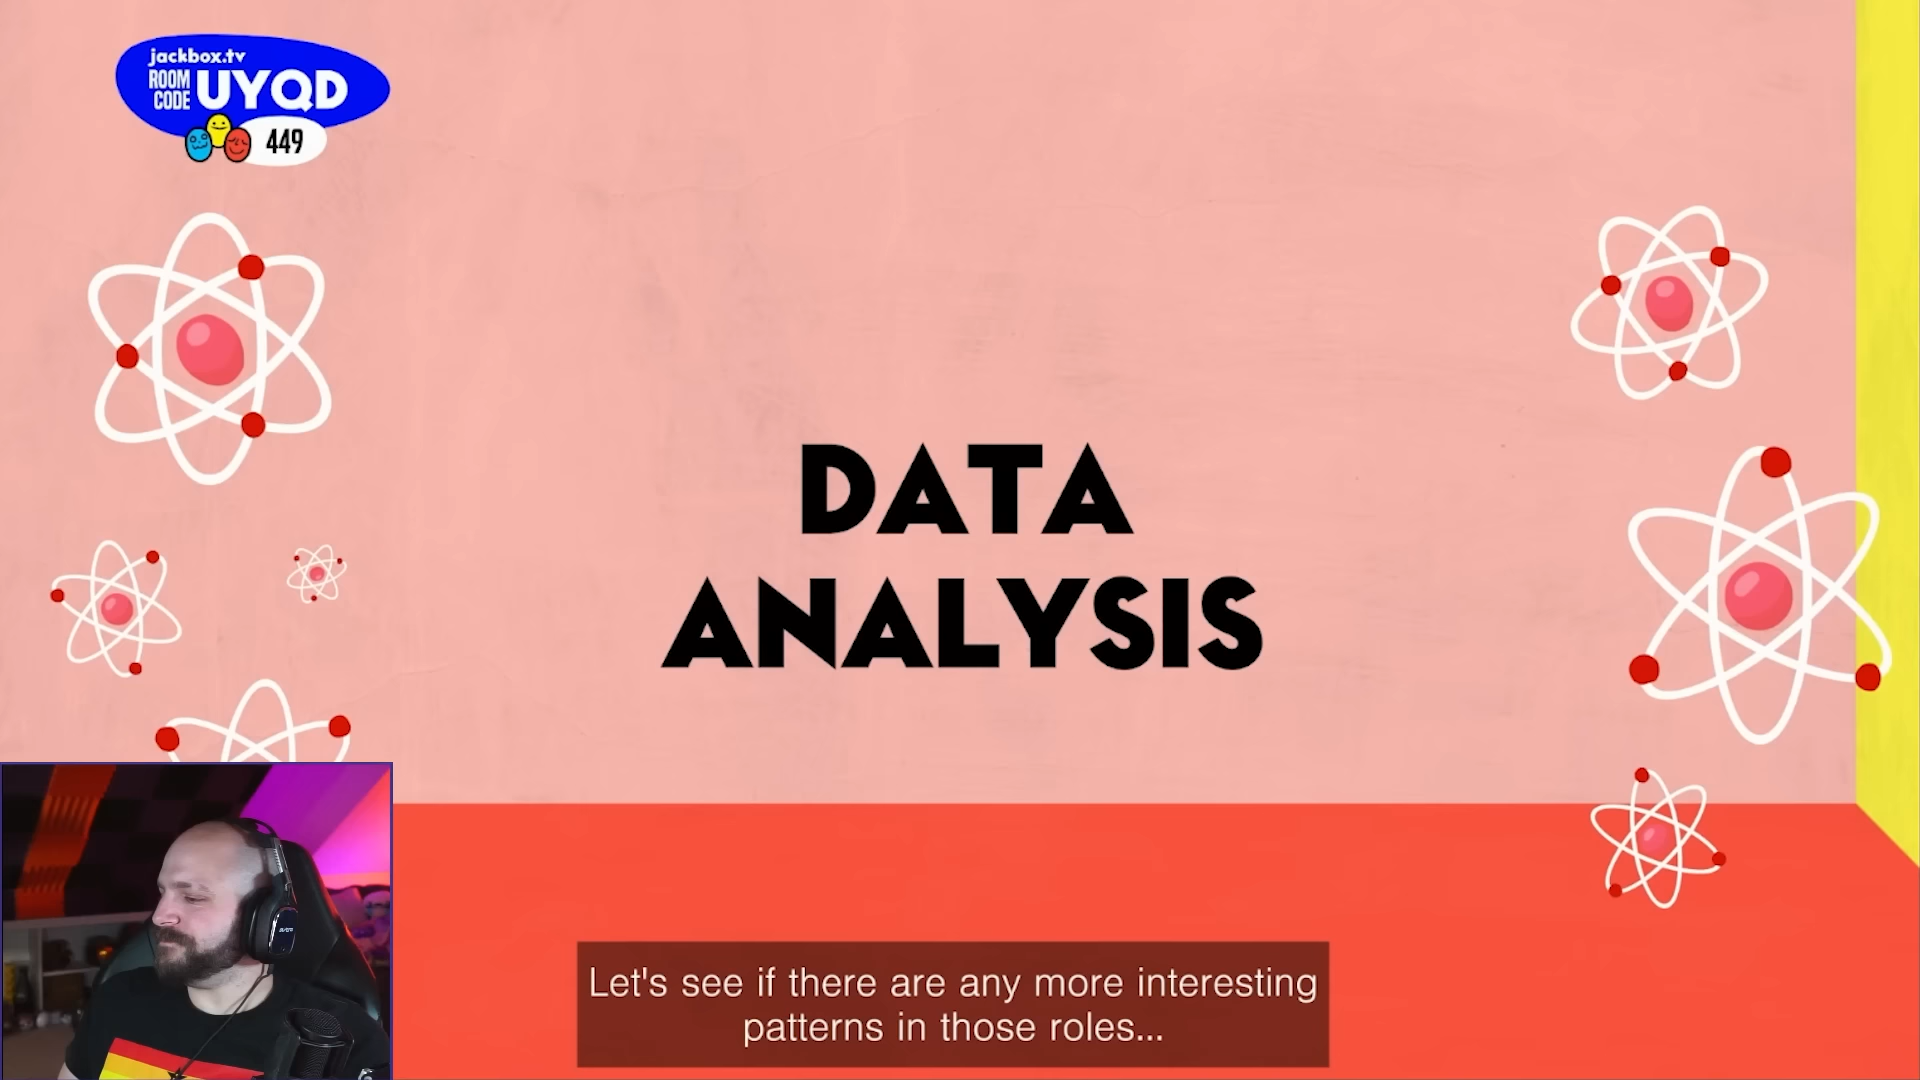 jackbox.tv
ROOM
CODE
UYQD
449
DATA
ANALYSIS
Let's see if there are any more interesting
patterns in those roles...